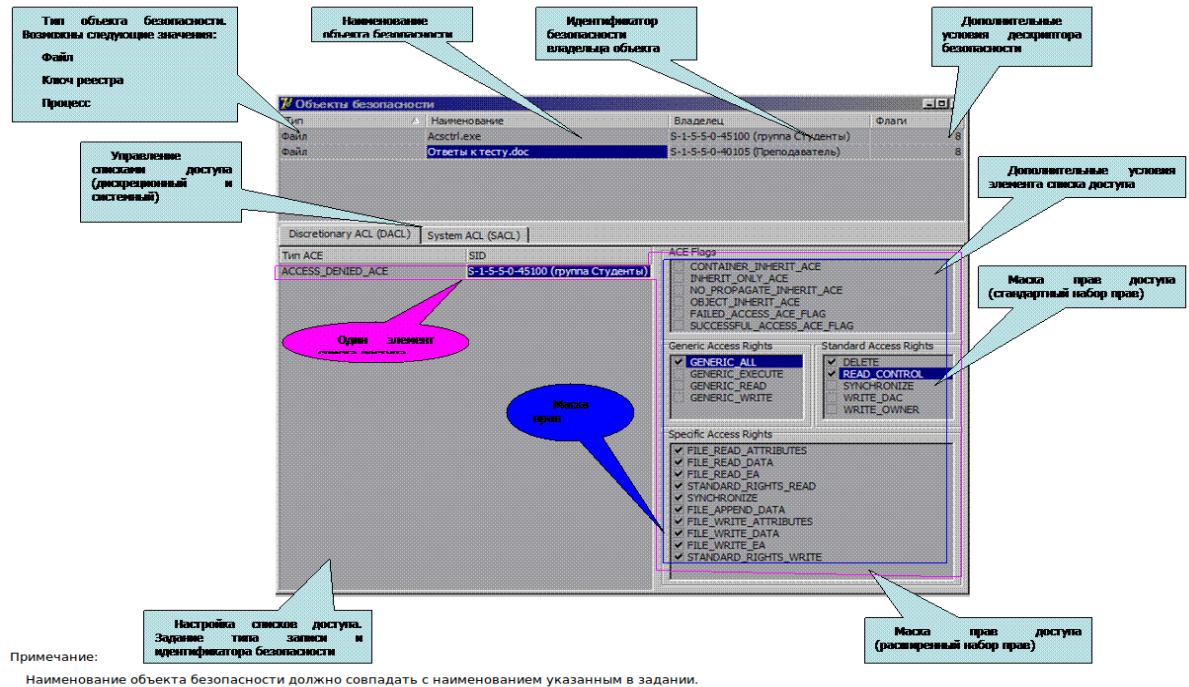 Тип объекта безопасности.
Возможны следующие значения:
Файл
Ключ реестра
Процесс
Наименование
объекта безопасности
Идентификатор
безопасности
владельца объекта
Дополнительные
условия дескриптора
безопасности
Объекты безопасности
Тип Наименование Владелец Флаги
Файл Acsctrl.exe S-1-5-5-0-45100 (группа Студенты) 8
Файл Ответы к тесту.doc S-1-5-5-0-40105 (Преподаватель) 8
Управление
списками доступа
(дискреционный и
системный)
Дополнительные условия
элемента списка доступа
Discretionary ACL (DACL) System ACL (SACL)
Тип ACE SID
ACCESS_DENIED_ACE S-1-5-5-0-45100 (группа Студенты)
ACE Flags
CONTAINER_INHERIT_ACE
INHERIT_ONLY_ACE
NO_PROPAGATE_INHERIT_ACE
OBJECT_INHERIT_ACE
FAILED_ACCESS_ACE_FLAG
SUCCESSFUL_ACCESS_ACE_FLAG
Маска прав доступа
(стандартный набор прав)
Один элемент
списка доступа
Generic Access Rights
GENERIC_ALL
GENERIC_EXECUTE
GENERIC_READ
GENERIC_WRITE
Standard Access Rights
DELETE
READ_CONTROL
SYNCHRONIZE
WRITE_DAC
WRITE_OWNER
Маска
прав
Specific Access Rights
FILE_READ_ATTRIBUTES
FILE_READ_DATA
FILE_READ_EA
STANDARD_RIGHTS_READ
SYNCHRONIZE
FILE_APPEND_DATA
FILE_WRITE_ATTRIBUTES
FILE_WRITE_DATA
FILE_WRITE_EA
STANDARD_RIGHTS_WRITE
Настройка списков доступа.
Задание типа записи и
идентификатора безопасности
Маска прав доступа
(расширенный набор прав)
Примечание:
Наименование объекта безопасности должно совпадать с наименованием указанным в задании.